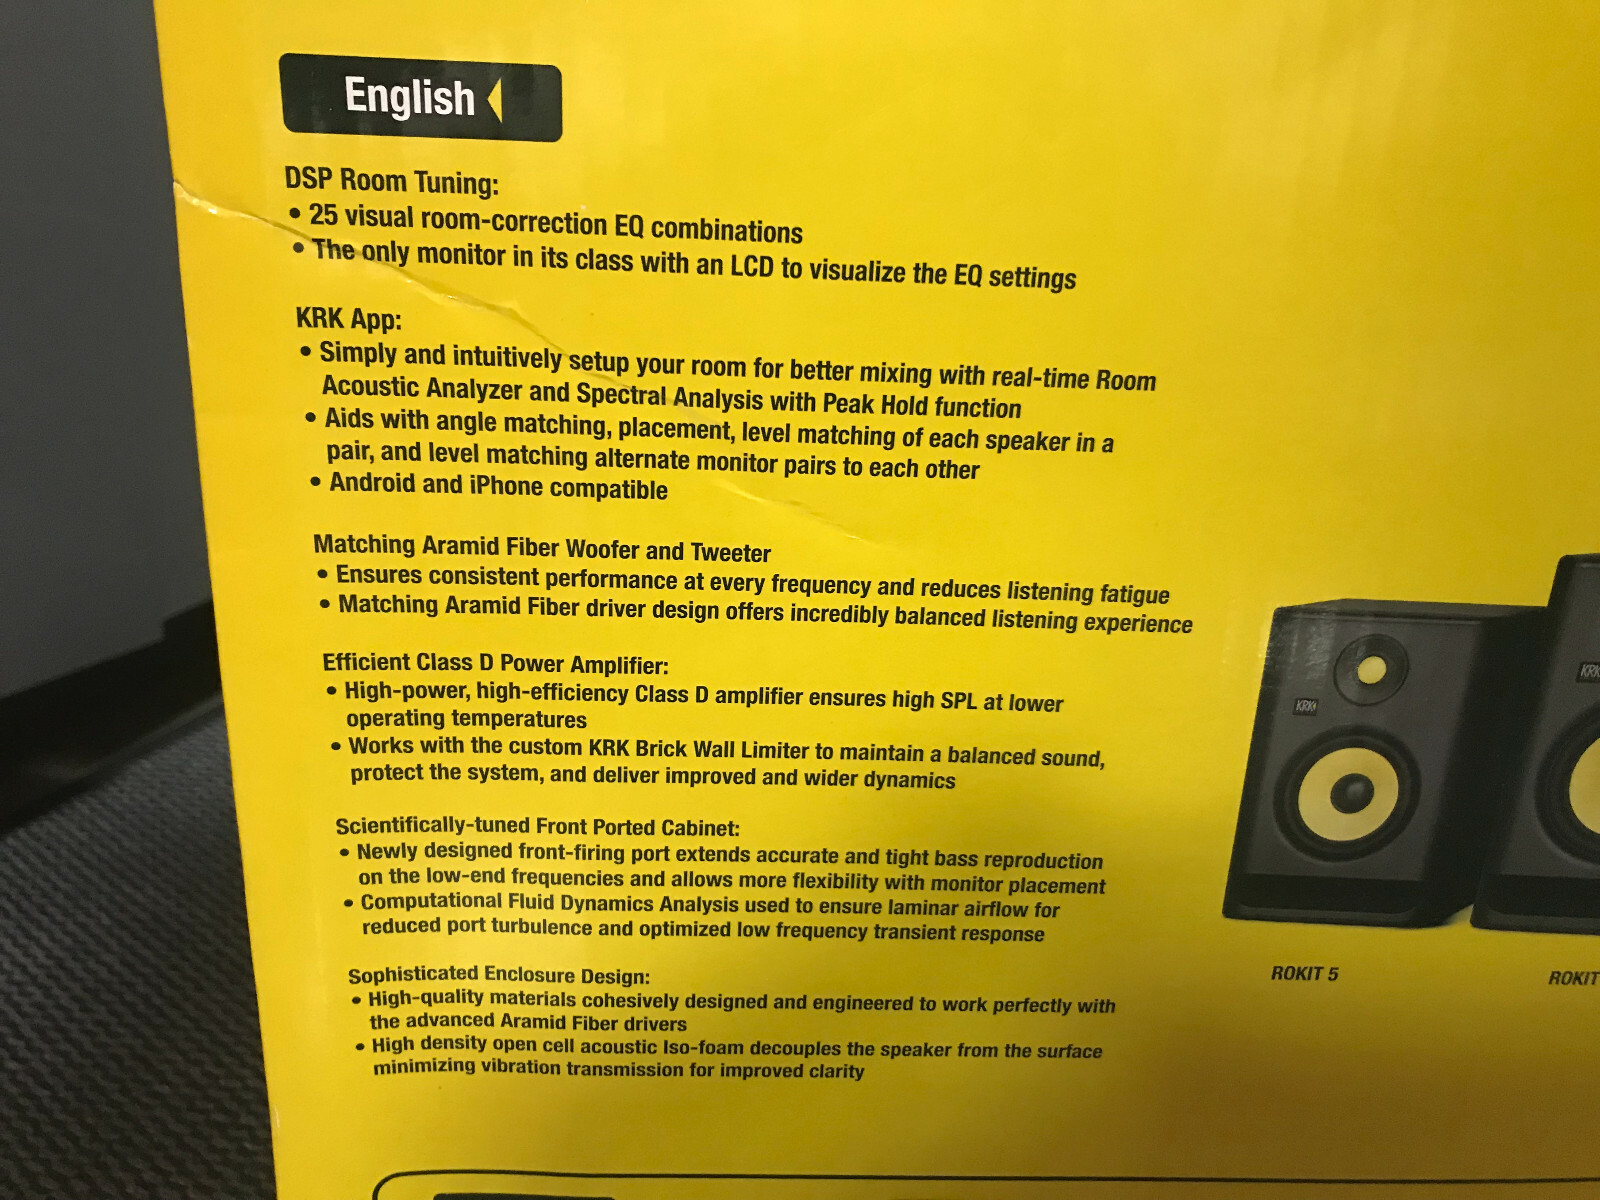 English
DSP Room Tuning:
• 25 visual room-correction EQ combinations
• The only monitor in its class with an LCD to visualize the EQ settings
KRK App:
• Simply and intuitively setup your room for better mixing with real-time Room
Acoustic Analyzer and Spectral Analysis with Peak Hold function
• Aids with angle matching, placement, level matching of each speaker in a
pair, and level matching alternate monitor pairs to each other
• Android and iPhone compatible
Matching Aramid Fiber Woofer and Tweeter
• Ensures consistent performance at every frequency and reduces listening fatigue
• Matching Aramid Fiber driver design offers incredibly balanced listening experience
Efficient Class D Power Amplifier:
• High-power, high-efficiency Class D amplifier ensures high SPL at lower
operating temperatures
• Works with the custom KRK Brick Wall Limiter to maintain a balanced sound,
protect the system, and deliver improved and wider dynamics
Scientifically-tuned Front Ported Cabinet:
• Newly designed front-firing port extends accurate and tight bass reproduction
on the low-end frequencies and allows more flexibility with monitor placement
• Computational Fluid Dynamics Analysis used to ensure laminar airflow for
reduced port turbulence and optimized low frequency transient response
Sophisticated Enclosure Design:
• High-quality materials cohesively designed and engineered to work perfectly with
the advanced Aramid Fiber drivers
• High density open cell acoustic Iso-foam decouples the speaker from the surface
minimizing vibration transmission for improved clarity
KRK
KRK
ROKIT 5
ROKIT